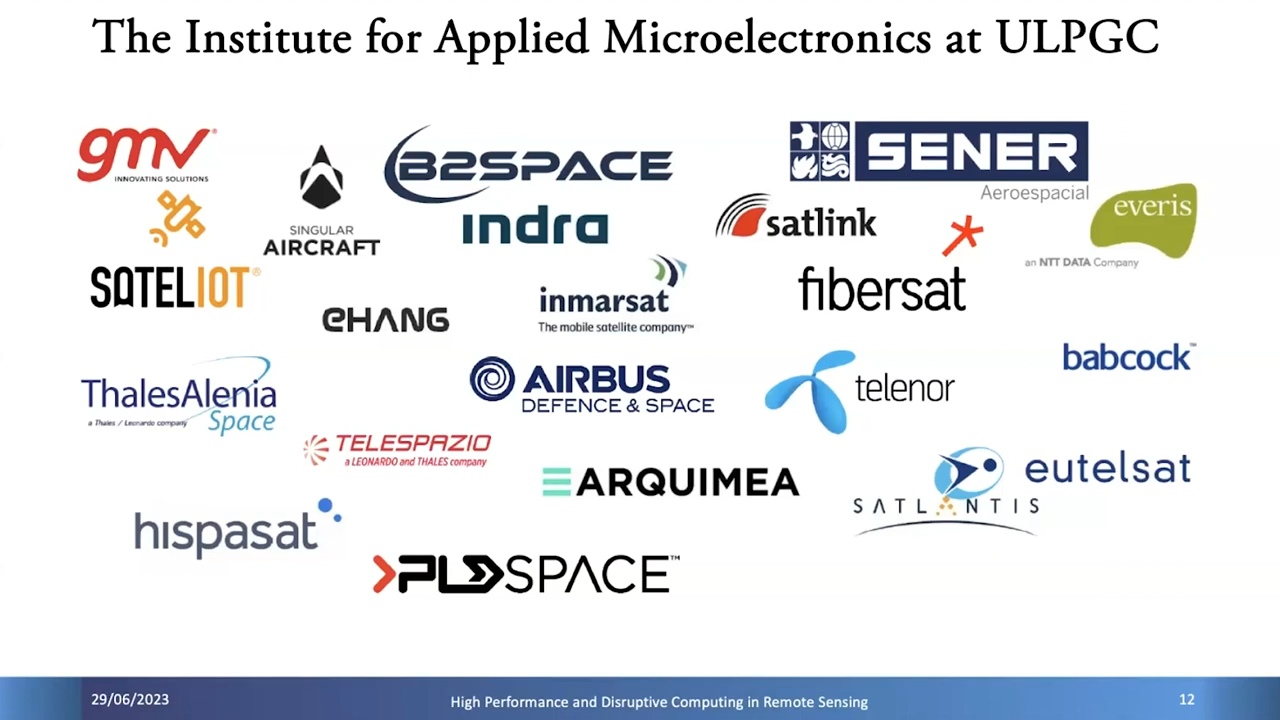 The Institute for Applied Microelectronics at ULPGC
gmv®
INNOVATING SOLUTIONS
SINGULAR
AIRCRAFT
B2SPACE
SENER
Aeroespacial
indra
satlink
everis
an NTT DATA Company
SATELIOT®
eHANG
inmarsat
The mobile satellite company™
fibersat
babcock™
ThalesAlenia
a Thales / Leonardo company
Space
AIRBUS
DEFENCE & SPACE
telenor
TELESPAZIO
a LEONARDO and THALES company
ARQUIMEA
SATLANTIS
eutelsat
hispasat
PLDSPACE™
29/06/2023
High Performance and Disruptive Computing in Remote Sensing
12